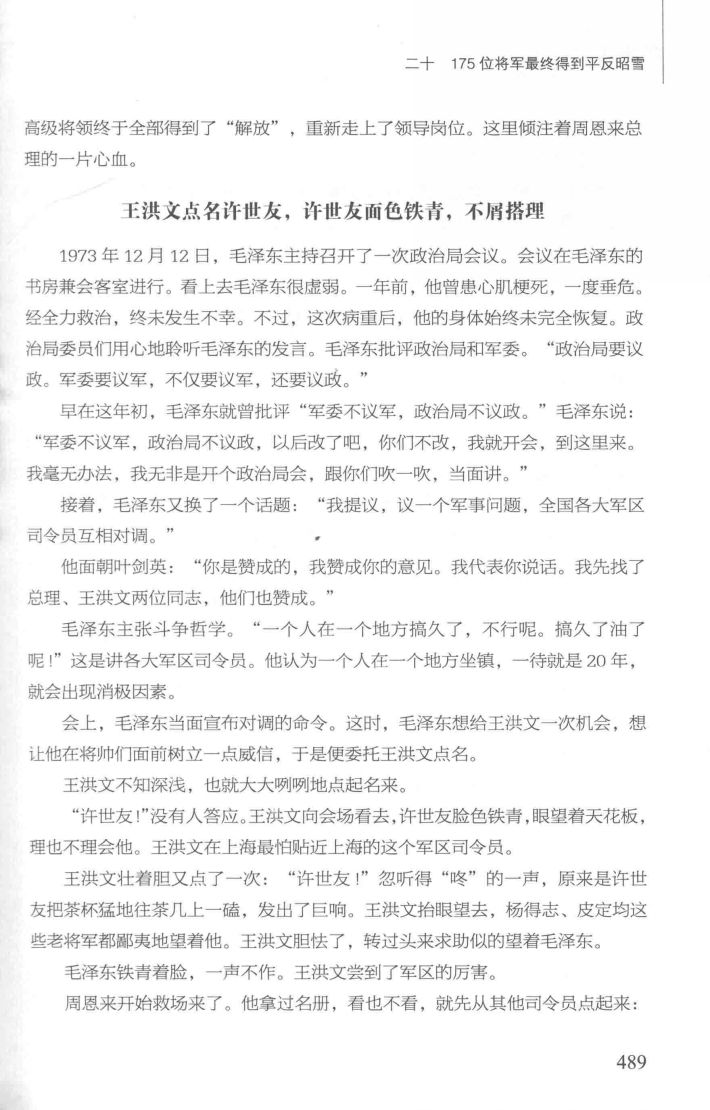 二十　175 位将军最终得到平反昭雪
高级将领终于全部得到了“解放”，重新走上了领导岗位。这里倾注着周恩来总
理的一片心血。
王洪文点名许世友，许世友面色铁青，不屑搭理
1973 年 12 月 12 日，毛泽东主持召开了一次政治局会议。会议在毛泽东的
书房兼会客室进行。看上去毛泽东很虚弱。一年前，他曾患心肌梗死，一度垂危。
经全力救治，终未发生不幸。不过，这次病重后，他的身体始终未完全恢复。政
治局委员们用心地聆听毛泽东的发言。毛泽东批评政治局和军委。“政治局要议
政。军委要议军，不仅要议军，还要议政。”
早在这年初，毛泽东就曾批评“军委不议军，政治局不议政。”毛泽东说：
“军委不议军，政治局不议政，以后改了吧，你们不改，我就开会，到这里来。
我毫无办法，我无非是开个政治局会，跟你们吹一吹，当面讲。”
接着，毛泽东又换了一个话题：“我提议，议一个军事问题，全国各大军区
司令员互相对调。”
他面朝叶剑英：“你是赞成的，我赞成你的意见。我代表你说话。我先找了
总理、王洪文两位同志，他们也赞成。”
毛泽东主张斗争哲学。“一个人在一个地方搞久了，不行呢。搞久了油了
呢！”这是讲各大军区司令员。他认为一个人在一个地方坐镇，一待就是 20 年，
就会出现消极因素。
会上，毛泽东当面宣布对调的命令。这时，毛泽东想给王洪文一次机会，想
让他在将帅们面前树立一点威信，于是便委托王洪文点名。
王洪文不知深浅，也就大大咧咧地点起名来。
“许世友！”没有人答应。王洪文向会场看去，许世友脸色铁青，眼望着天花板，
理也不理会他。王洪文在上海最怕贴近上海的这个军区司令员。
王洪文壮着胆又点了一次：“许世友！”忽听得“咚”的一声，原来是许世
友把茶杯猛地往茶几上一磕，发出了巨响。王洪文抬眼望去，杨得志、皮定均这
些老将军都鄙夷地望着他。王洪文胆怯了，转过头来求助似的望着毛泽东。
毛泽东铁青着脸，一声不作。王洪文尝到了军区的厉害。
周恩来开始救场来了。他拿过名册，看也不看，就先从其他司令员点起来：
489